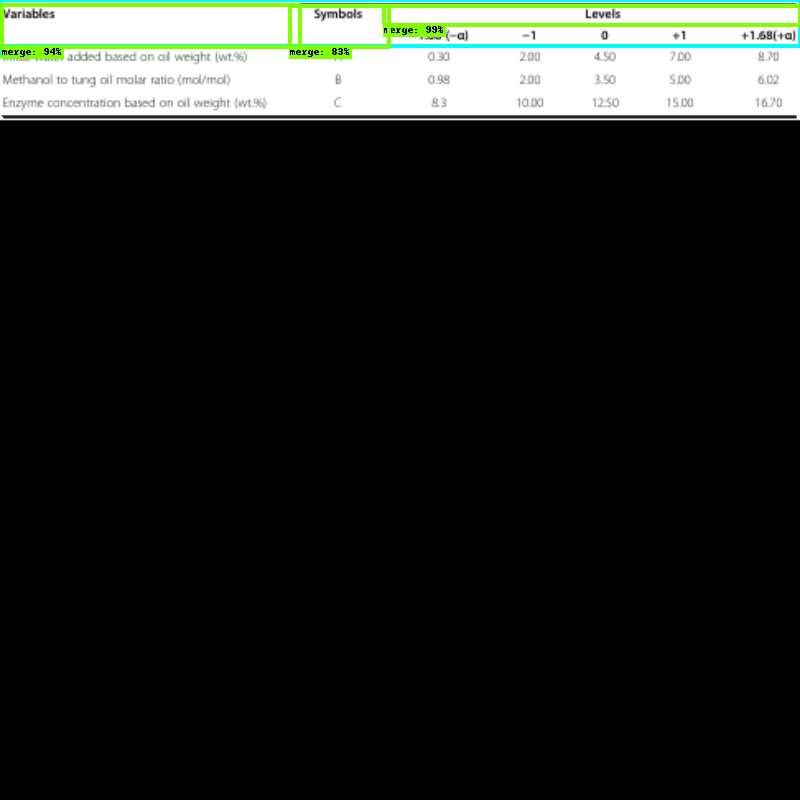 Variables Symbols Levels
merge: 99%
(−α) −1 0 +1 +1.68(+α)
merge: 94% merge: 83%
added based on oil weight (wt.%) 0.30 2.00 4.50 7.00 8.70
Methanol to tung oil molar ratio (mol/mol) B 0.98 2.00 3.50 5.00 6.02
Enzyme concentration based on oil weight (wt.%) C 8.3 10.00 12.50 15.00 16.70